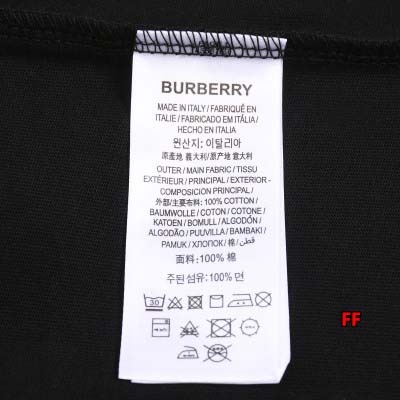 BURBERRY
MADE IN ITALY / FABRIQUÉ EN
ITALIE / FABRICADO EM ITÁLIA /
HECHO EN ITALIA
원산지: 이탈리아
原產地 義大利 / 原产地 意大利
OUTER / MAIN FABRIC / TISSU
EXTÉRIEUR / PRINCIPAL / EXTERIOR -
COMPOSICIÓN PRINCIPAL /
外部/主要布料: 100% COTTON /
BAUMWOLLE / COTON / COTONE /
KATOEN / BOMULL / ALGODÓN /
ALGODÃO / PUUVILLA / BAMBAKI /
PAMUK / ХЛОПОК / 棉 / قطن
面料: 100% 棉
주된섬유: 100% 면
30
FF